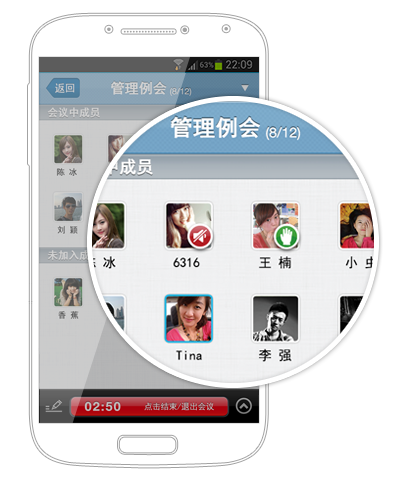 63% 22:09
返回 管理例会 (8/12)
会议中成员
陈 冰
刘 颖
未加入成
香 蕉
管理例会 (8/12)
中成员
冰 6316 王 楠 小 虫
Tina 李 强
02:50 点击结束/退出会议